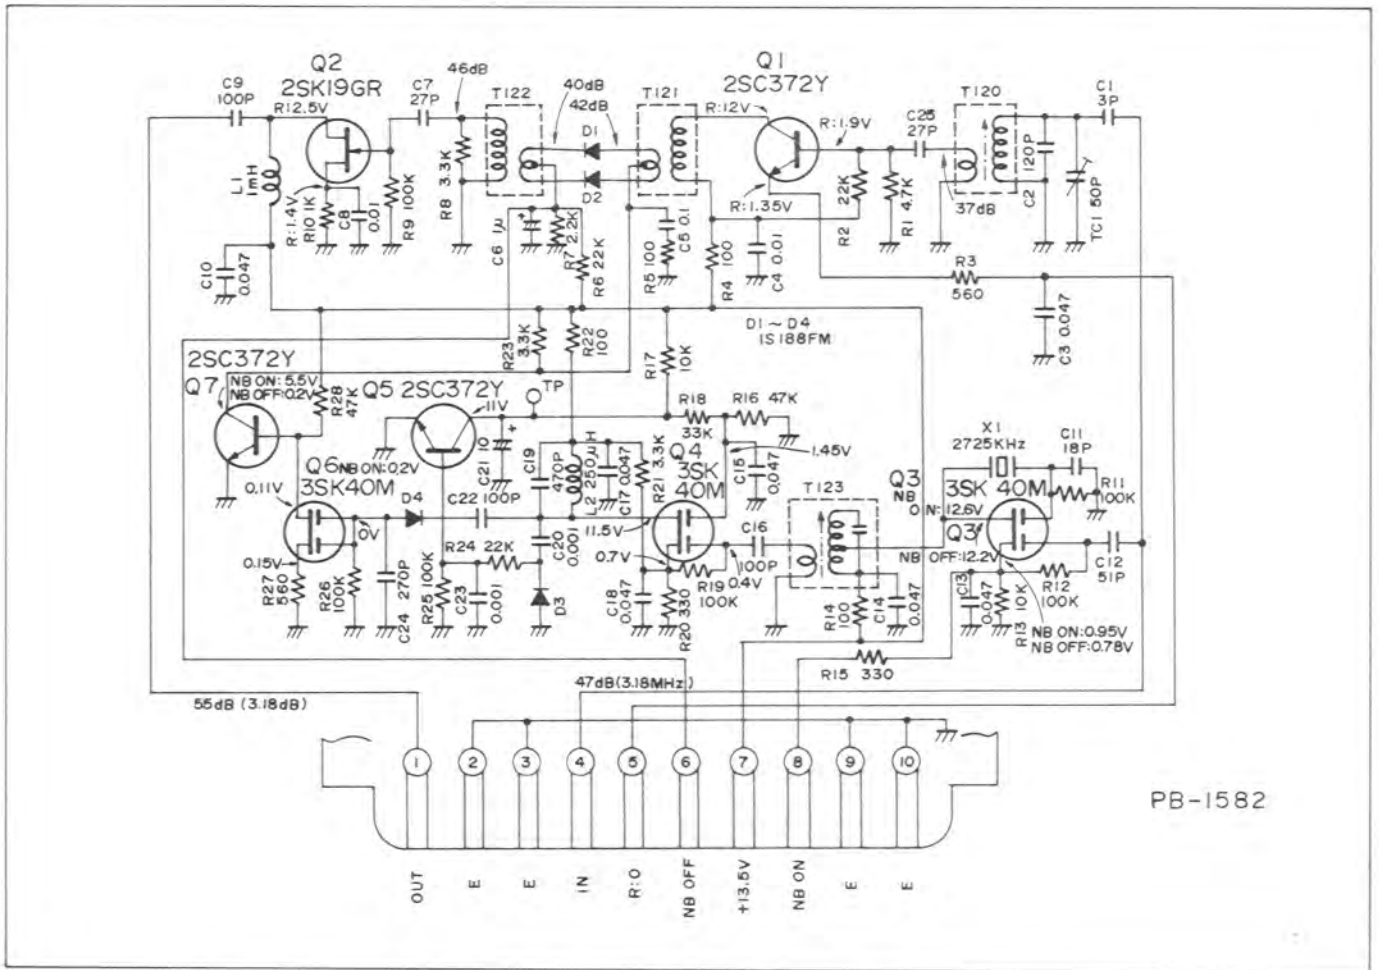 Q2
2SK19GR
C9
100P
R12.5V
C7
27P
46dB
T122
40dB
42dB
T121
R:12V
Q1
2SC372Y
R:1.9V
C25
27P
T120
C1
3P
L1
1mH
R:1.4V
R10 1K
C8
0.01
R9 100K
R8 3.3K
D1
D2
R:1.35V
22K
R2
R1 4.7K
37dB
120P
C2
TC1 50P
C10
0.047
C6 1μ
R7 2.2K
R6 22K
C5 0.1
R5 100
R4 100
C4 0.01
R3
560
C3 0.047
D1 ~ D4
1S188FM
2SC372Y
Q7
NB ON:5.5V
NB OFF:0.2V
R28
47K
Q5 2SC372Y
11V
R23
3.3K
R22
100
TP
R17
10K
R18
33K
R16 47K
1.45V
Q6
NB ON:0.2V
3SK40M
0.11V
0V
0.15V
D4
C21 10
C19
470P
L2 250μH
C17 0.047
R21 3.3K
Q4
3SK
40M
C15
0.047
X1
2725KHz
C11
18P
R11
100K
Q3
NB
ON:12.6V
3SK 40M
Q3
NB OFF:12.2V
C22 100P
R24 22K
C20
0.001
11.5V
0.7V
C16
100P
0.4V
T123
R27
560
R26
100K
C24 270P
R25 100K
C23
0.001
D3
C18
0.047
R20 330
R19
100K
R14
100
C14
0.047
C13
0.047
10K
R13
R12
100K
C12
51P
NB ON:0.95V
NB OFF:0.78V
R15 330
55dB (3.18dB)
47dB(3.18MHz)
1
2
3
4
5
6
7
8
9
10
OUT
E
E
IN
R:O
NB OFF
+13.5V
NB ON
E
E
PB-1582